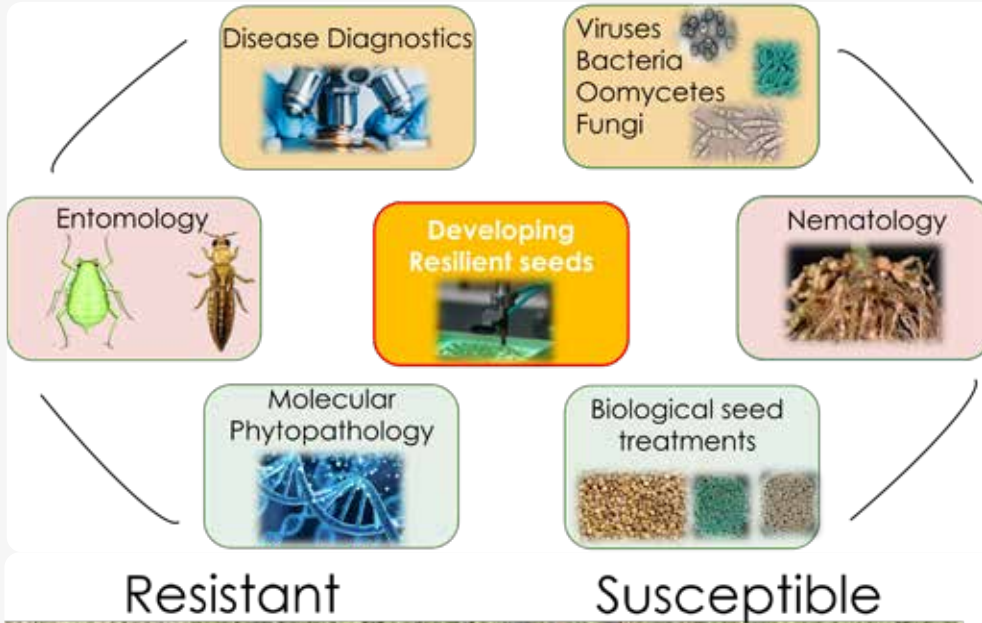 Disease Diagnostics
Viruses
Bacteria
Oomycetes
Fungi
Entomology
Developing
Resilient seeds
Nematology
Molecular
Phytopathology
Biological seed
treatments
Resistant
Susceptible